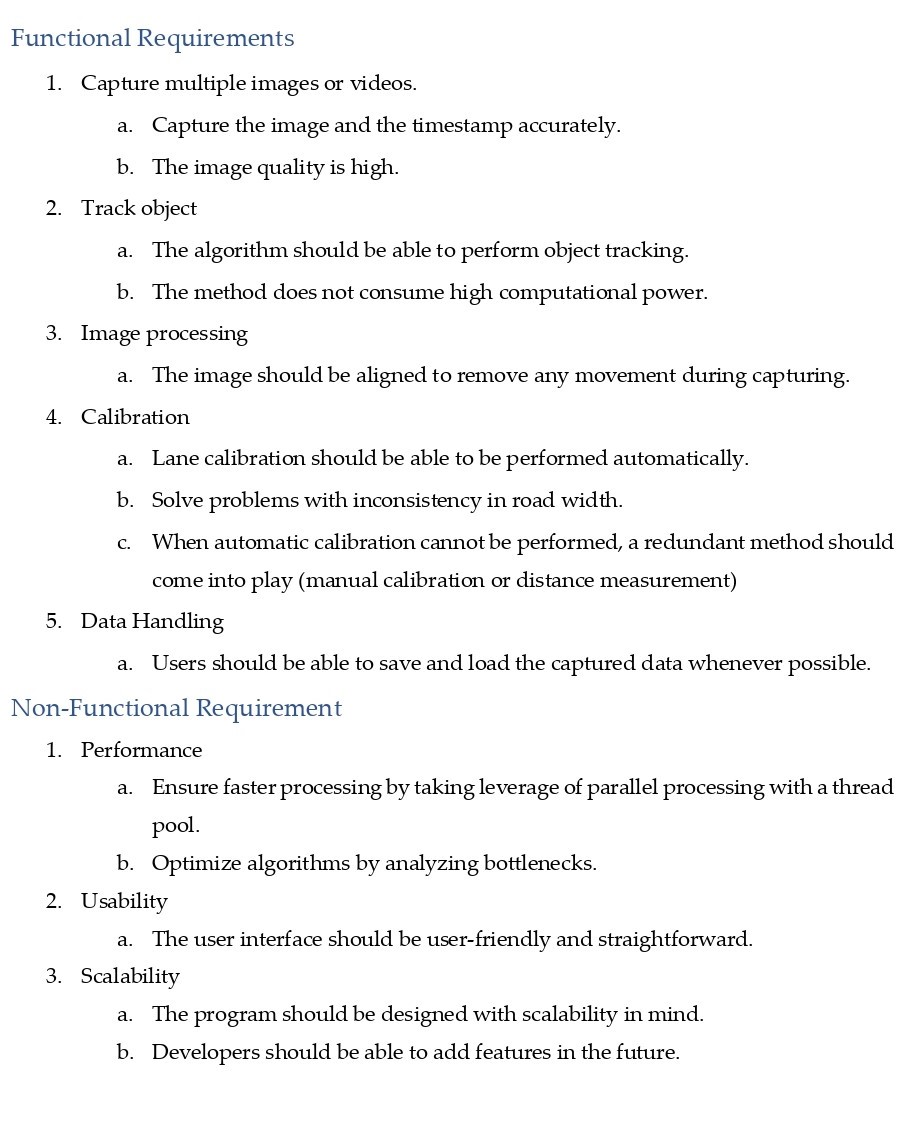 Functional Requirements
1. Capture multiple images or videos.
a. Capture the image and the timestamp accurately.
b. The image quality is high.
2. Track object
a. The algorithm should be able to perform object tracking.
b. The method does not consume high computational power.
3. Image processing
a. The image should be aligned to remove any movement during capturing.
4. Calibration
a. Lane calibration should be able to be performed automatically.
b. Solve problems with inconsistency in road width.
c. When automatic calibration cannot be performed, a redundant method should
come into play (manual calibration or distance measurement)
5. Data Handling
a. Users should be able to save and load the captured data whenever possible.
Non-Functional Requirement
1. Performance
a. Ensure faster processing by taking leverage of parallel processing with a thread
pool.
b. Optimize algorithms by analyzing bottlenecks.
2. Usability
a. The user interface should be user-friendly and straightforward.
3. Scalability
a. The program should be designed with scalability in mind.
b. Developers should be able to add features in the future.